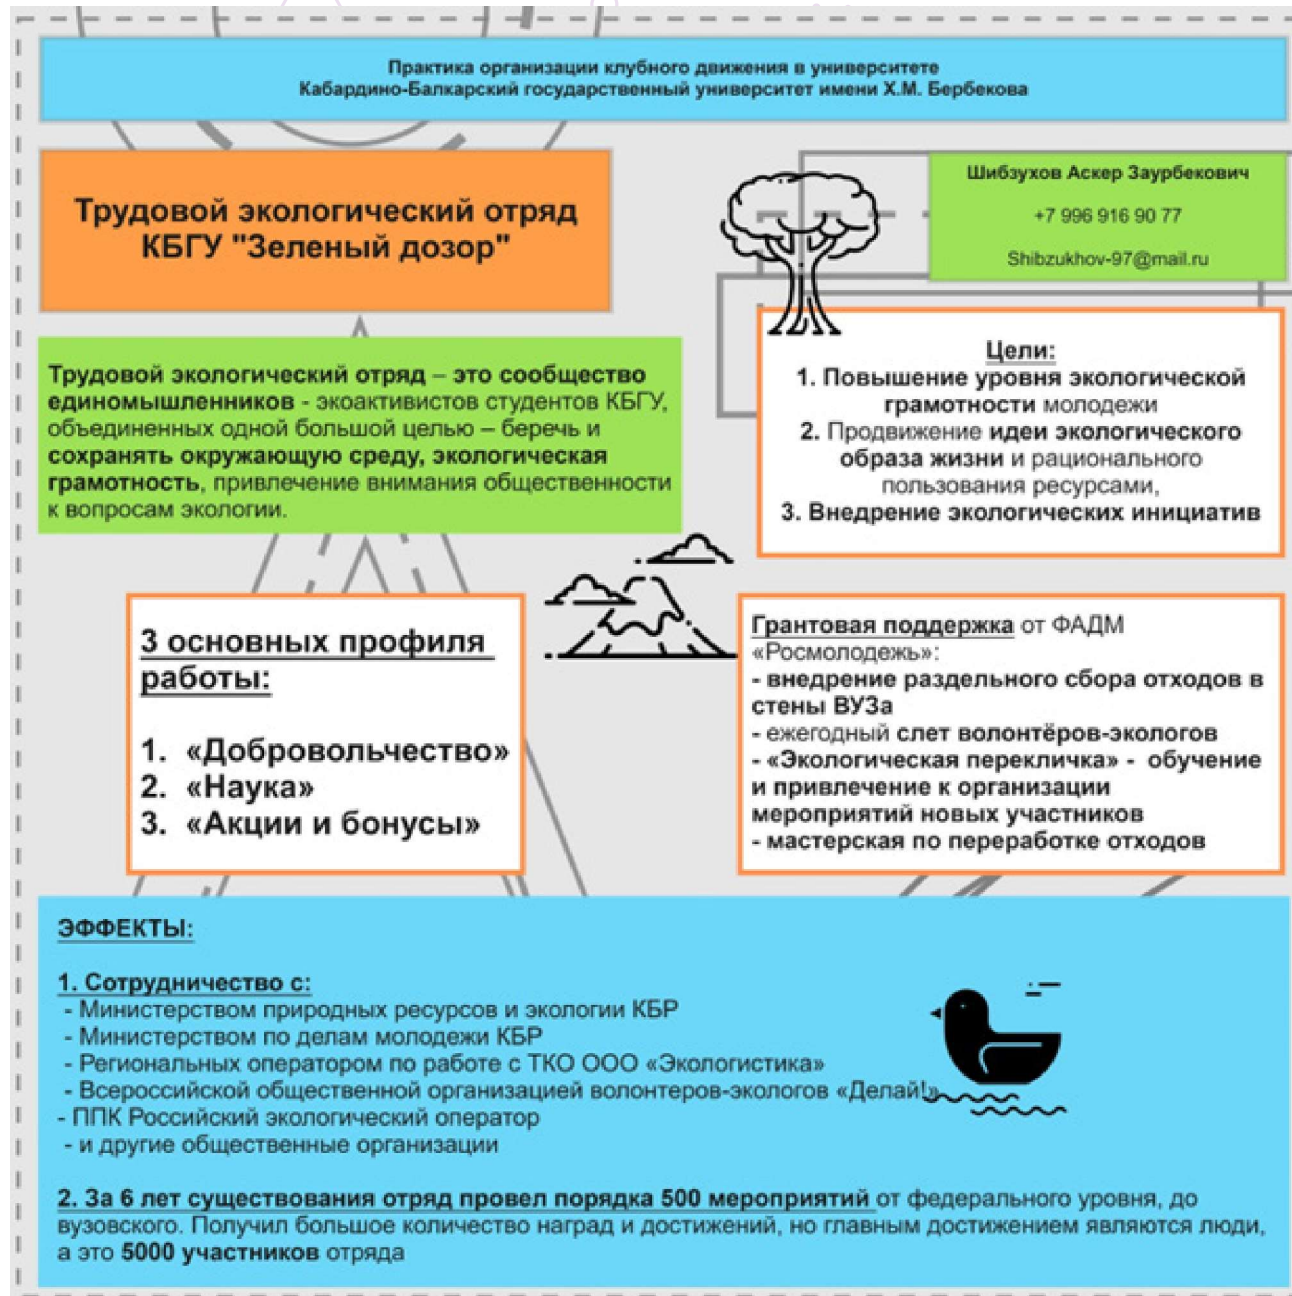 Практика организации клубного движения в университете
Кабардино-Балкарский государственный университет имени Х.М. Бербекова
Трудовой экологический отряд
КБГУ "Зеленый дозор"
Шибзухов Аскер Заурбекович
+7 996 916 90 77
Shibzukhov-97@mail.ru
Трудовой экологический отряд – это сообщество
единомышленников - экоактивистов студентов КБГУ,
объединенных одной большой целью – беречь и
сохранять окружающую среду, экологическая
грамотность, привлечение внимания общественности
к вопросам экологии.
Цели:
1. Повышение уровня экологической
грамотности молодежи
2. Продвижение идеи экологического
образа жизни и рационального
пользования ресурсами,
3. Внедрение экологических инициатив
3 основных профиля
работы:
1. «Добровольчество»
2. «Наука»
3. «Акции и бонусы»
Грантовая поддержка от ФАДМ
«Росмолодежь»:
- внедрение раздельного сбора отходов в
стены ВУЗа
- ежегодный слет волонтёров-экологов
- «Экологическая перекличка» - обучение
и привлечение к организации
мероприятий новых участников
- мастерская по переработке отходов
ЭФФЕКТЫ:
1. Сотрудничество с:
- Министерством природных ресурсов и экологии КБР
- Министерством по делам молодежи КБР
- Региональных оператором по работе с ТКО ООО «Экологистика»
- Всероссийской общественной организацией волонтеров-экологов «Делай!»
- ППК Российский экологический оператор
- и другие общественные организации
2. За 6 лет существования отряд провел порядка 500 мероприятий от федерального уровня, до
вузовского. Получил большое количество наград и достижений, но главным достижением являются люди,
а это 5000 участников отряда